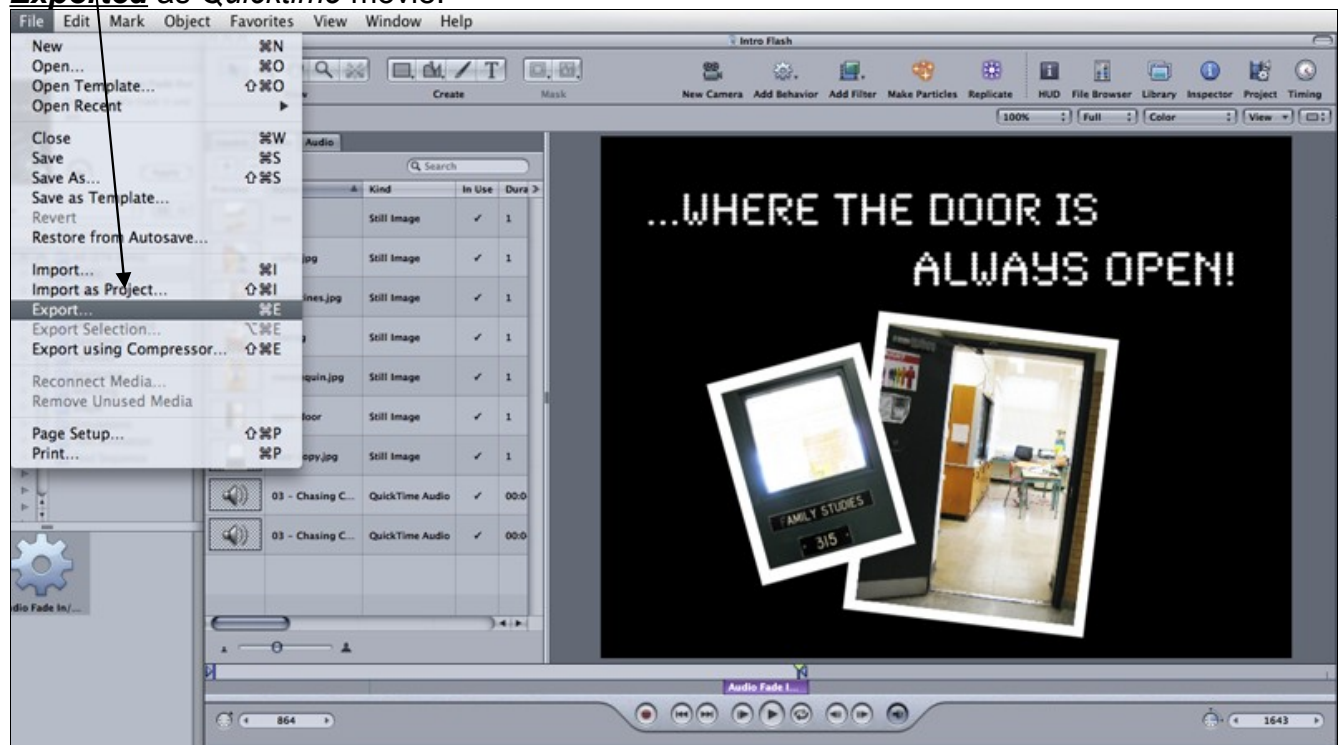 Exported as Quicktime movie.
File Edit Mark Object Favorites View Window Help
New ⌘N
Open... ⌘O
Open Template... ⇧⌘O
Open Recent ▶
Close ⌘W
Save ⌘S
Save As... ⇧⌘S
Save as Template...
Revert
Restore from Autosave...
Import... ⌘I
Import as Project... ⇧⌘I
Export... ⌘E
Export Selection... ⌥⌘E
Export using Compressor... ⇧⌘E
Reconnect Media...
Remove Unused Media
Page Setup... ⇧⌘P
Print... ⌘P
Intro Flash
Create Mask New Camera Add Behavior Add Filter Make Particles Replicate HUD File Browser Library Inspector Project Timing
100% Full Color View
Audio
Search
Kind In Use Dura
Still Image ✓ 1
jpg Still Image ✓ 1
ines.jpg Still Image ✓ 1
Still Image ✓ 1
quin.jpg Still Image ✓ 1
door Still Image ✓ 1
opy.jpg Still Image ✓ 1
03 - Chasing C... QuickTime Audio ✓ 00:0
03 - Chasing C... QuickTime Audio ✓ 00:0
...WHERE THE DOOR IS
ALWAYS OPEN!
FAMILY STUDIES
315
dio Fade In/...
Audio Fade I...
864
1643